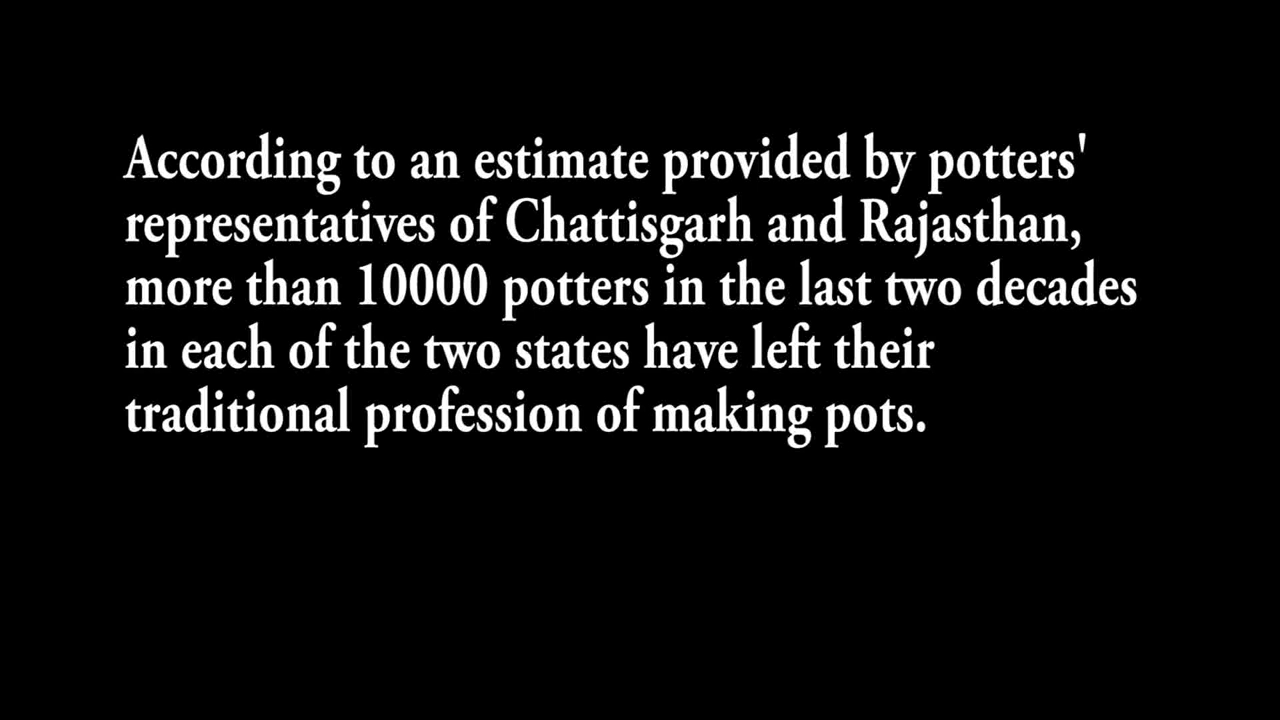 According to an estimate provided by potters'
representatives of Chattisgarh and Rajasthan,
more than 10000 potters in the last two decades
in each of the two states have left their
traditional profession of making pots.